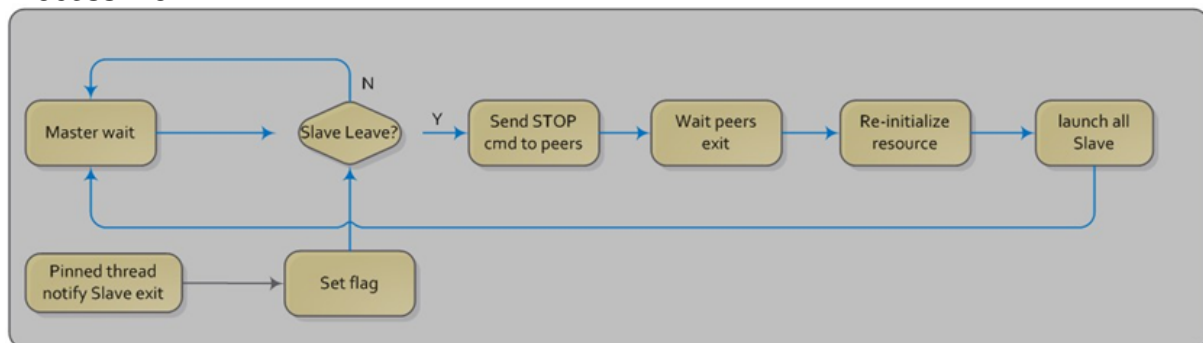 N
Master wait
Slave Leave?
Y
Send STOP
cmd to peers
Wait peers
exit
Re-initialize
resource
launch all
Slave
Pinned thread
notify Slave exit
Set flag